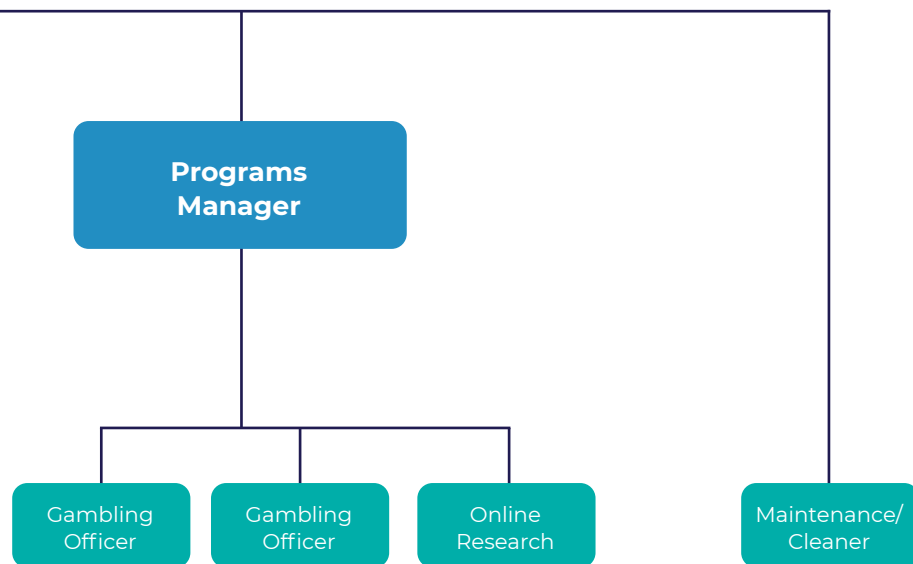 Programs
Manager
Gambling
Officer
Gambling
Officer
Online
Research
Maintenance/
Cleaner